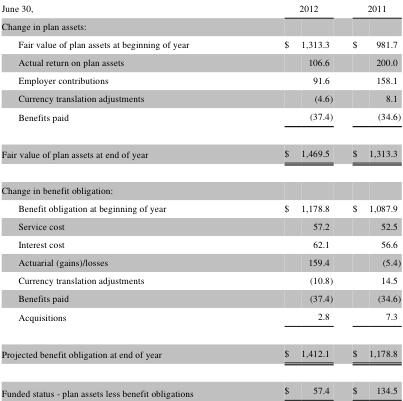 June 30, 2012 2011
Change in plan assets:
Fair value of plan assets at beginning of year $ 1,313.3 $ 981.7
Actual return on plan assets 106.6 200.0
Employer contributions 91.6 158.1
Currency translation adjustments (4.6) 8.1
Benefits paid (37.4) (34.6)
Fair value of plan assets at end of year $ 1,469.5 $ 1,313.3
Change in benefit obligation:
Benefit obligation at beginning of year $ 1,178.8 $ 1,087.9
Service cost 57.2 52.5
Interest cost 62.1 56.6
Actuarial (gains)/losses 159.4 (5.4)
Currency translation adjustments (10.8) 14.5
Benefits paid (37.4) (34.6)
Acquisitions 2.8 7.3
Projected benefit obligation at end of year $ 1,412.1 $ 1,178.8
Funded status - plan assets less benefit obligations $ 57.4 $ 134.5